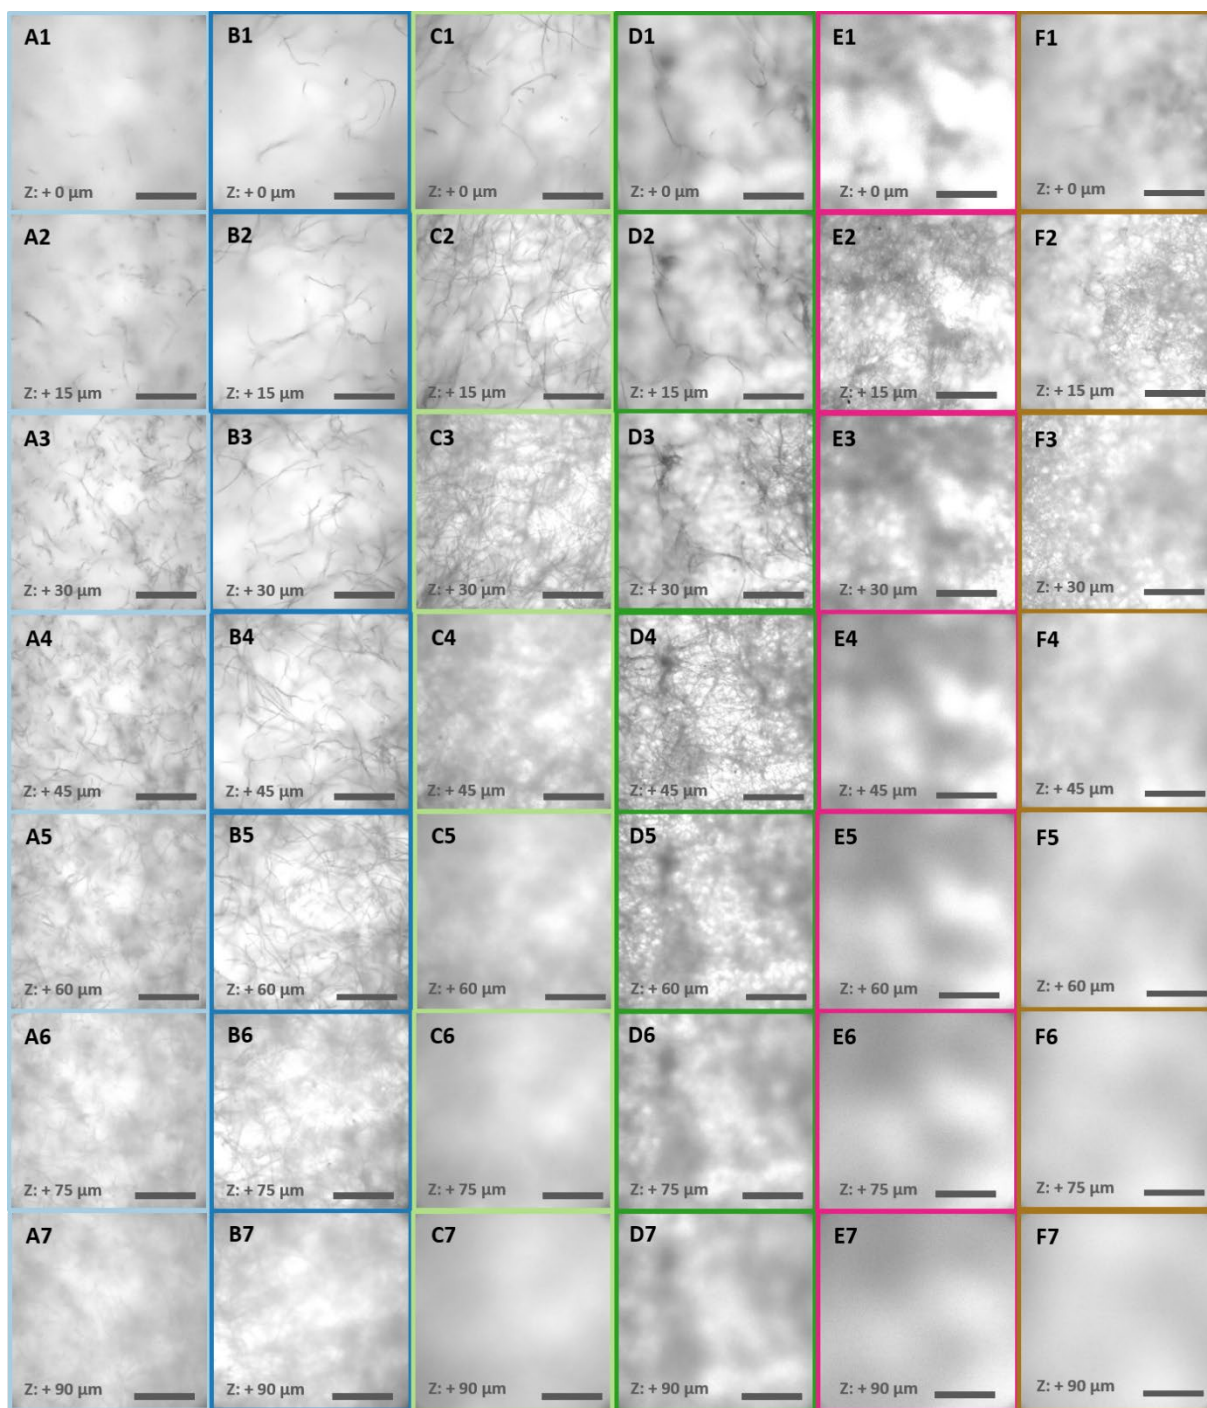 A1 B1 C1 D1 E1 F1
Z: + 0 µm Z: + 0 µm Z: + 0 µm Z: + 0 µm Z: + 0 µm Z: + 0 µm
A2 B2 C2 D2 E2 F2
Z: + 15 µm Z: + 15 µm Z: + 15 µm Z: + 15 µm Z: + 15 µm Z: + 15 µm
A3 B3 C3 D3 E3 F3
Z: + 30 µm Z: + 30 µm Z: + 30 µm Z: + 30 µm Z: + 30 µm Z: + 30 µm
A4 B4 C4 D4 E4 F4
Z: + 45 µm Z: + 45 µm Z: + 45 µm Z: + 45 µm Z: + 45 µm Z: + 45 µm
A5 B5 C5 D5 E5 F5
Z: + 60 µm Z: + 60 µm Z: + 60 µm Z: + 60 µm Z: + 60 µm Z: + 60 µm
A6 B6 C6 D6 E6 F6
Z: + 75 µm Z: + 75 µm Z: + 75 µm Z: + 75 µm Z: + 75 µm Z: + 75 µm
A7 B7 C7 D7 E7 F7
Z: + 90 µm Z: + 90 µm Z: + 90 µm Z: + 90 µm Z: + 90 µm Z: + 90 µm